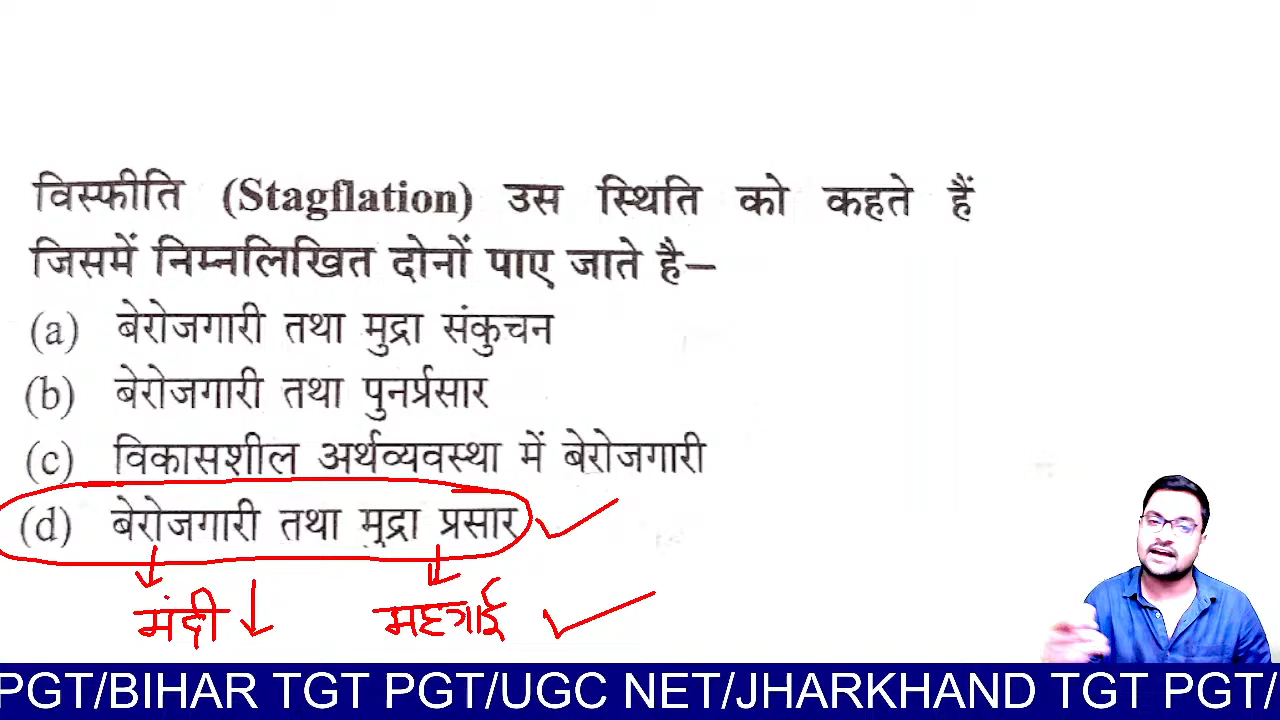 विस्फीति (Stagflation) उस स्थिति को कहते हैं
जिसमें निम्नलिखित दोनों पाए जाते है–
(a) बेरोजगारी तथा मुद्रा संकुचन
(b) बेरोजगारी तथा पुनर्प्रसार
(c) विकासशील अर्थव्यवस्था में बेरोजगारी
(d) बेरोजगारी तथा मुद्रा प्रसार
मंदी
PGT/BIHAR TGT PGT/UGC NET/JHARKHAND TGT PGT/